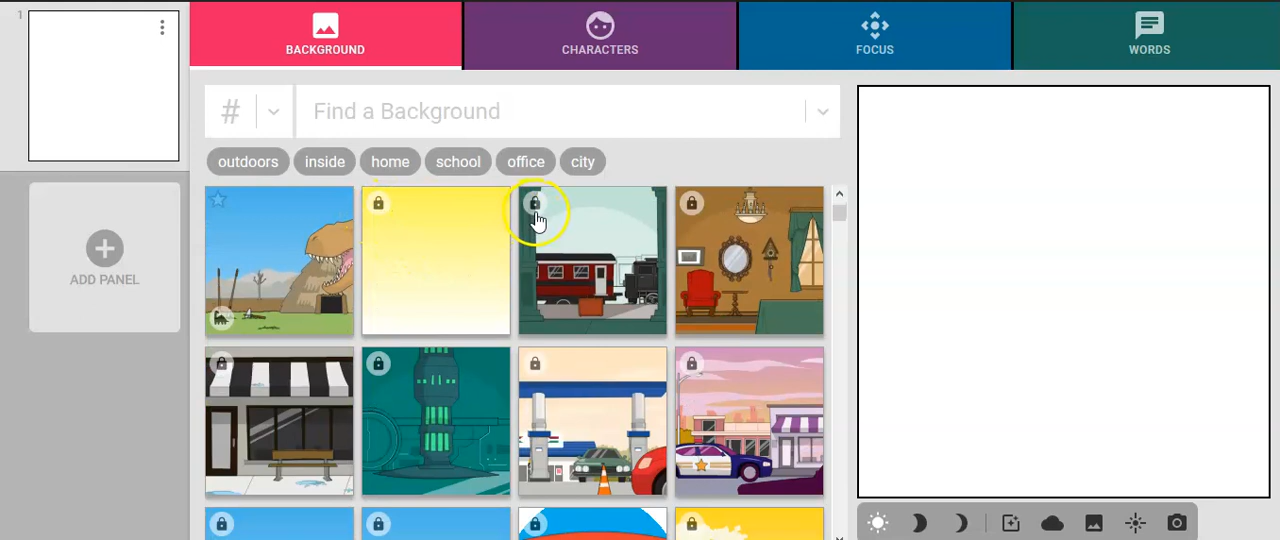 1
BACKGROUND
CHARACTERS
FOCUS
WORDS
# Find a Background
outdoors inside home school office city
ADD PANEL